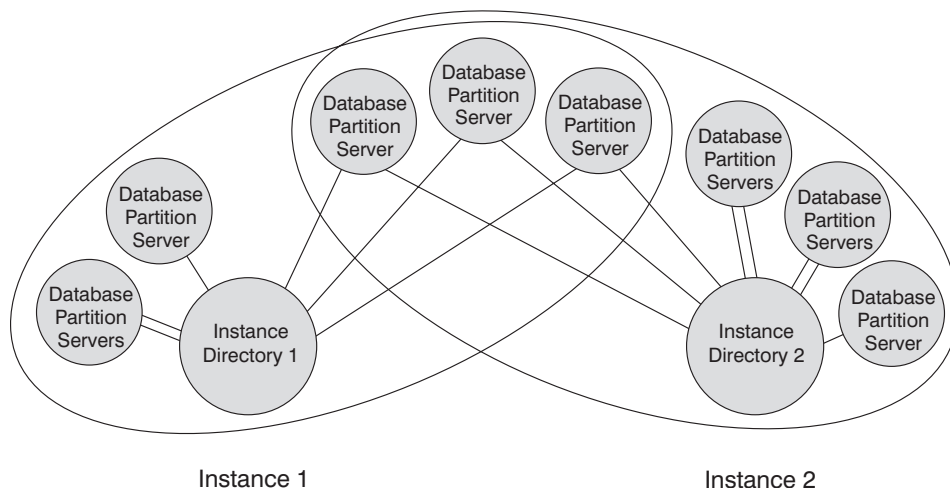 Database
Partition
Server
Database
Partition
Server
Database
Partition
Server
Database
Partition
Servers
Database
Partition
Server
Database
Partition
Servers
Database
Partition
Servers
Database
Partition
Server
Instance
Directory 1
Instance
Directory 2
Instance 1
Instance 2